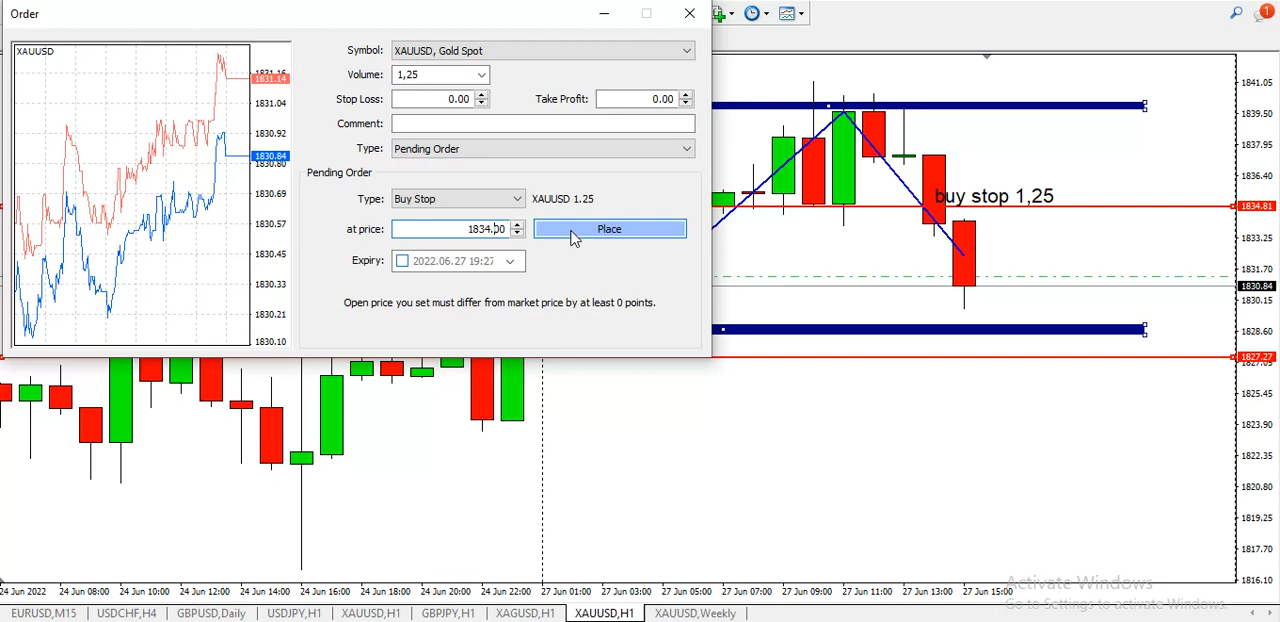 Order
1
XAUUSD
1831.16
1831.14
1831.04
1830.92
1830.84
1830.80
1830.69
1830.57
1830.45
1830.33
1830.21
1830.10
Symbol: XAUUSD, Gold Spot
Volume: 1,25
Stop Loss: 0.00 Take Profit: 0.00
Comment:
Type: Pending Order
Pending Order
Type: Buy Stop XAUUSD 1.25
at price: 1834.00 Place
Expiry: 2022.06.27 19:27
Open price you set must differ from market price by at least 0 points.
buy stop 1,25
1841.05
1839.50
1837.95
1836.40
1834.81
1833.25
1831.70
1830.84
1830.15
1828.60
1827.27
1827.05
1825.45
1823.90
1822.35
1820.80
1819.25
1817.70
1816.10
24 Jun 2022 24 Jun 08:00 24 Jun 10:00 24 Jun 12:00 24 Jun 14:00 24 Jun 16:00 24 Jun 18:00 24 Jun 20:00 24 Jun 22:00 27 Jun 01:00 27 Jun 03:00 27 Jun 05:00 27 Jun 07:00 27 Jun 09:00 27 Jun 11:00 27 Jun 13:00 27 Jun 15:00
Activate Windows
Go to Settings to activate Windows.
EURUSD,M15 USDCHF,H4 GBPUSD,Daily USDJPY,H1 XAUUSD,H1 GBPJPY,H1 XAGUSD,H1 XAUUSD,H1 XAUUSD,Weekly